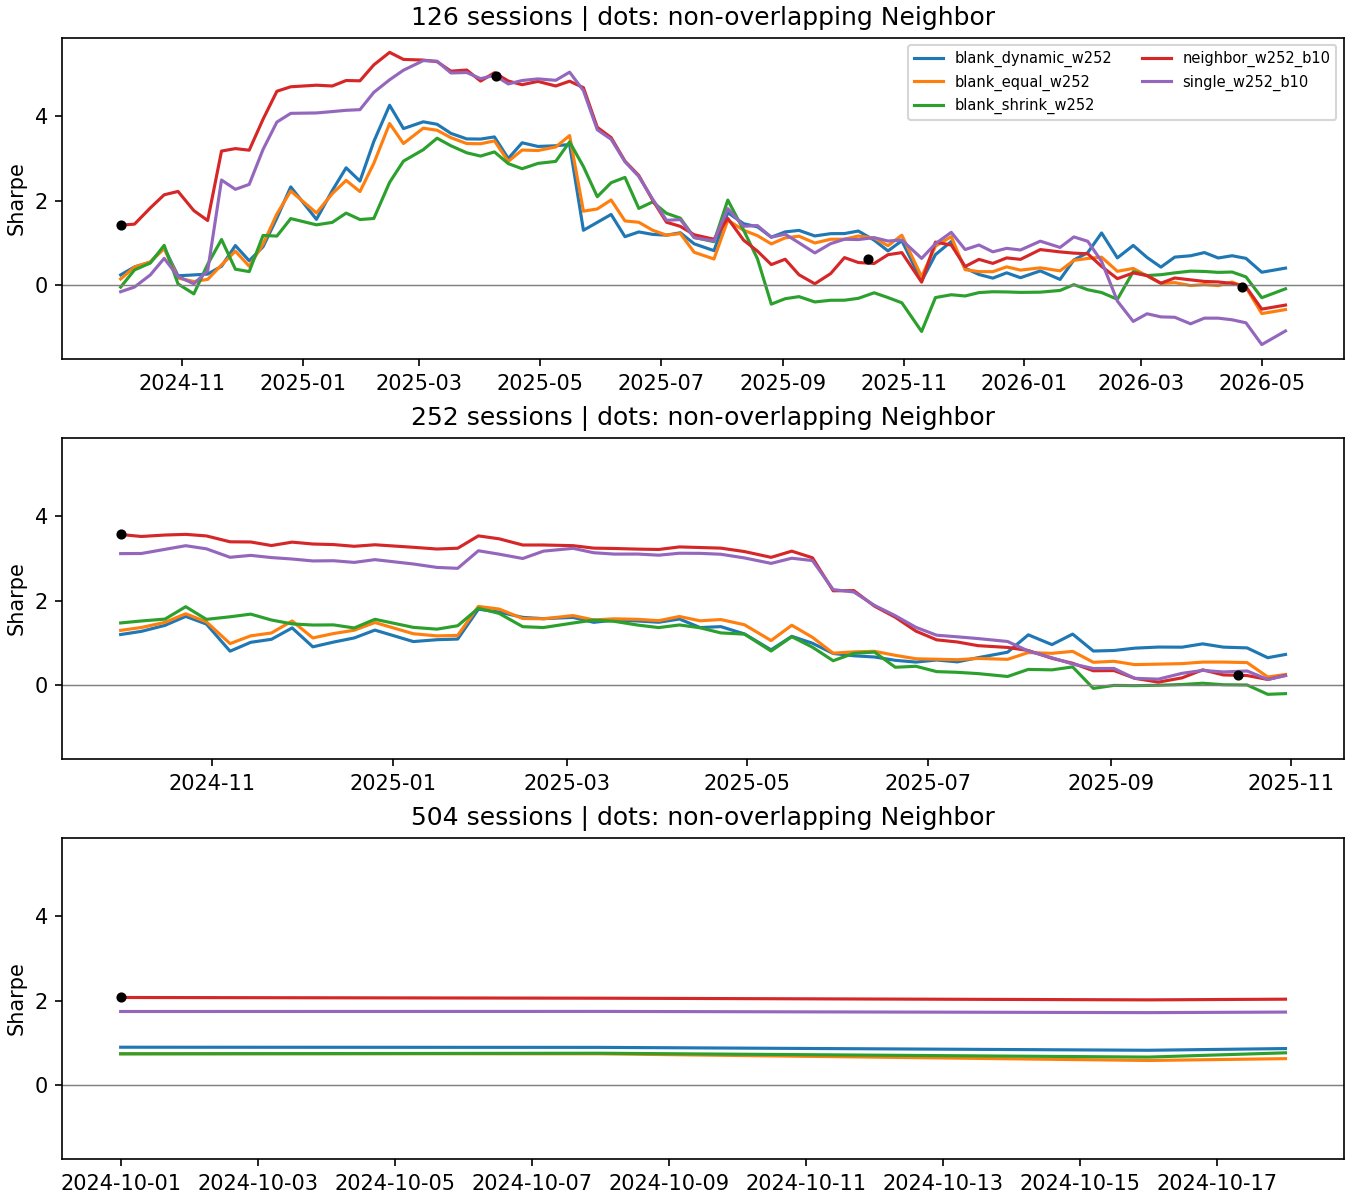 126 sessions | dots: non-overlapping Neighbor
blank_dynamic_w252
blank_equal_w252
blank_shrink_w252
neighbor_w252_b10
single_w252_b10
Sharpe
4
2
0
2024-11 2025-01 2025-03 2025-05 2025-07 2025-09 2025-11 2026-01 2026-03 2026-05
252 sessions | dots: non-overlapping Neighbor
Sharpe
4
2
0
2024-11 2025-01 2025-03 2025-05 2025-07 2025-09 2025-11
504 sessions | dots: non-overlapping Neighbor
Sharpe
4
2
0
2024-10-01 2024-10-03 2024-10-05 2024-10-07 2024-10-09 2024-10-11 2024-10-13 2024-10-15 2024-10-17